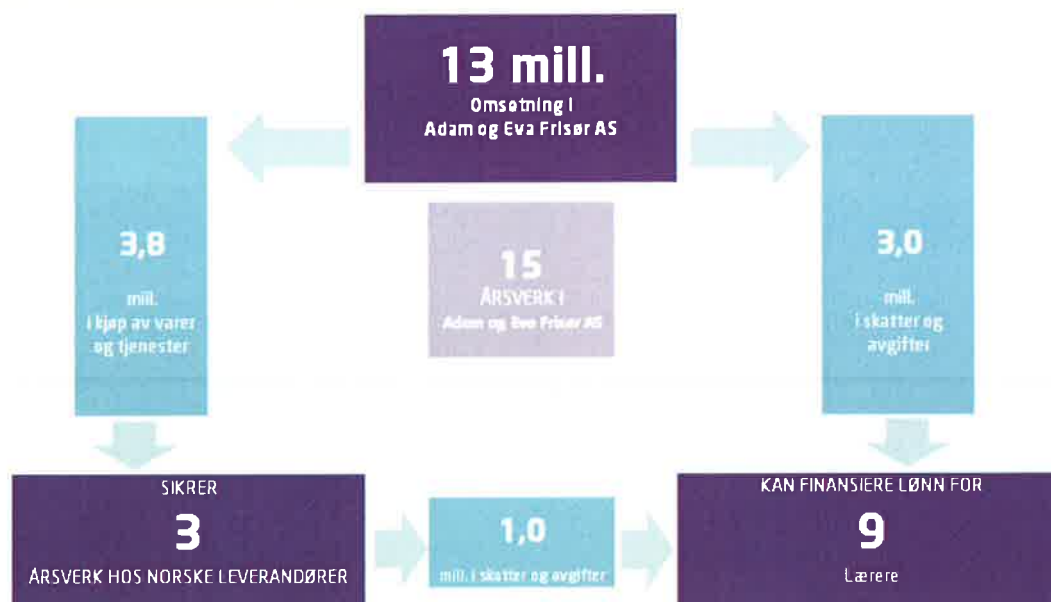 13 mill.
Omsetning i
Adam og Eva Frisør AS
3,8
mill.
i kjøp av varer
og tjenester
15
ÅRSVERK I
Adam og Eva Frisør AS
3,0
mill.
i skatter og
avgifter
SIKRER
3
ÅRSVERK HOS NORSKE LEVERANDØRER
1,0
mill. i skatter og avgifter
KAN FINANSIERE LØNN FOR
9
Lærere